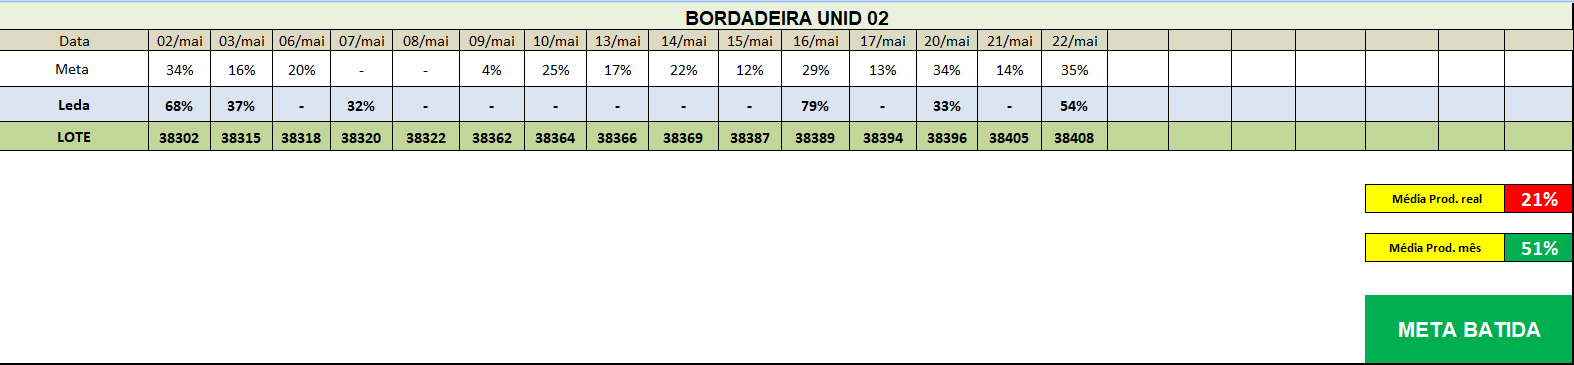 BORDADEIRA UNID 02
Data 02/mai 03/mai 06/mai 07/mai 08/mai 09/mai 10/mai 13/mai 14/mai 15/mai 16/mai 17/mai 20/mai 21/mai 22/mai
Meta 34% 16% 20% - - 4% 25% 17% 22% 12% 29% 13% 34% 14% 35%
Leda 68% 37% - 32% - - - - - - 79% - 33% - 54%
LOTE 38302 38315 38318 38320 38322 38362 38364 38366 38369 38387 38389 38394 38396 38405 38408
Média Prod. real 21%
Média Prod. mês 51%
META BATIDA